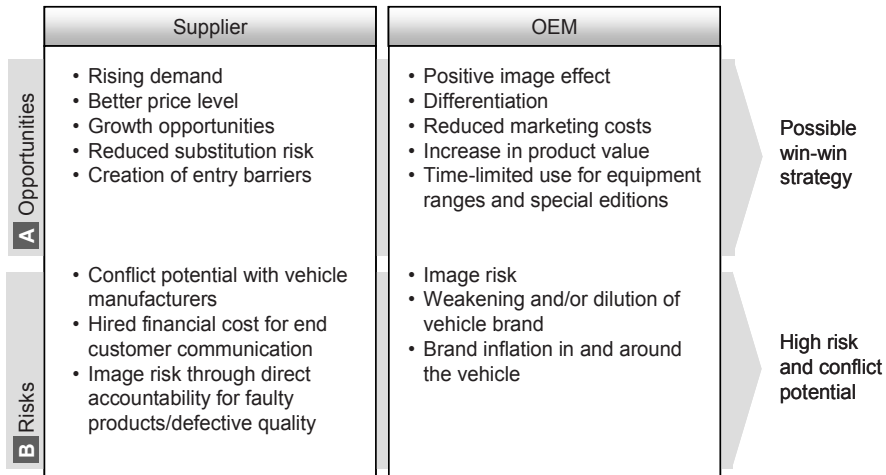 Supplier
OEM
A Opportunities
• Rising demand
• Better price level
• Growth opportunities
• Reduced substitution risk
• Creation of entry barriers
• Positive image effect
• Differentiation
• Reduced marketing costs
• Increase in product value
• Time-limited use for equipment
ranges and special editions
Possible
win-win
strategy
B Risks
• Conflict potential with vehicle
manufacturers
• Hired financial cost for end
customer communication
• Image risk through direct
accountability for faulty
products/defective quality
• Image risk
• Weakening and/or dilution of
vehicle brand
• Brand inflation in and around
the vehicle
High risk
and conflict
potential